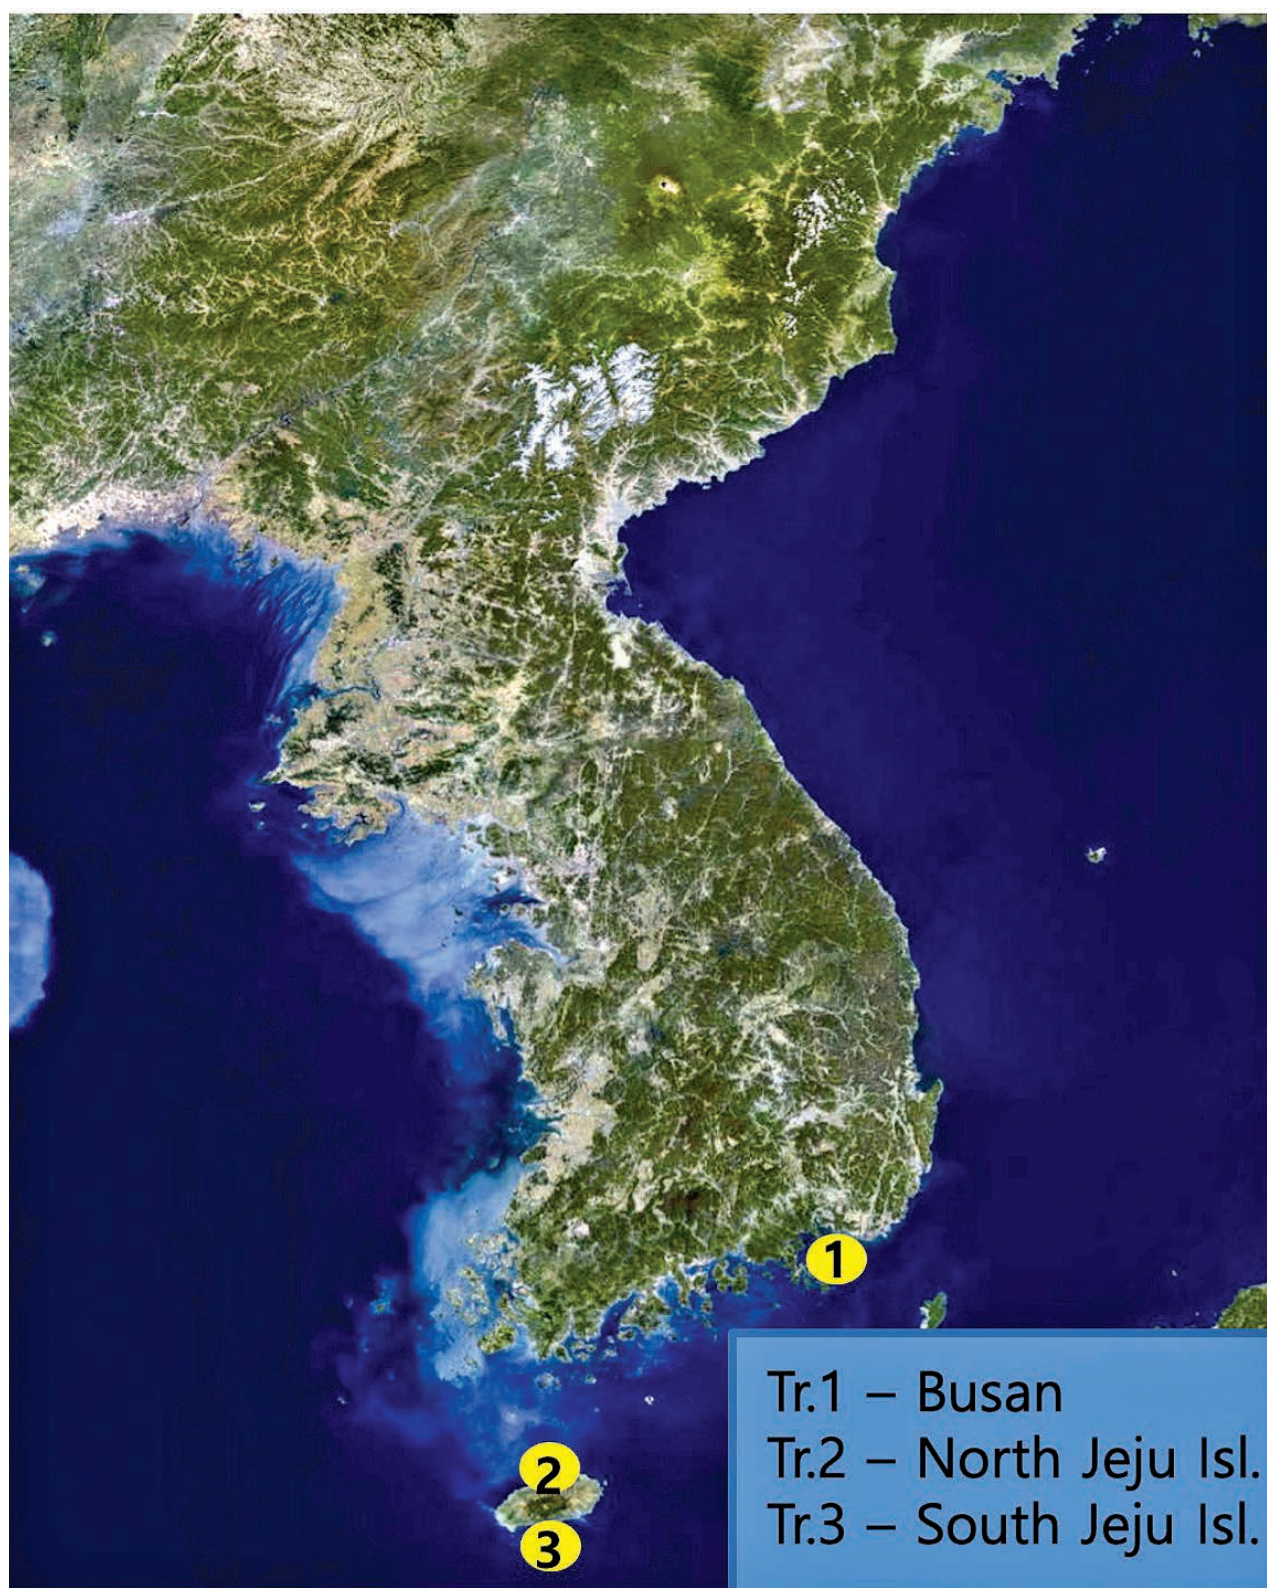 1
2
3
Tr.1 – Busan
Tr.2 – North Jeju Isl.
Tr.3 – South Jeju Isl.